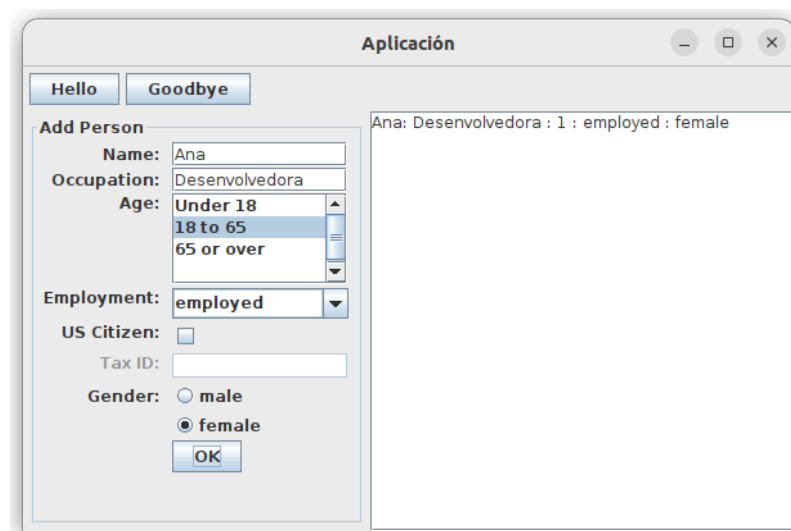 Aplicación
Hello Goodbye
Add Person
Name: Ana
Occupation: Desenvolvedora
Age: Under 18
18 to 65
65 or over
Employment: employed
US Citizen:
Tax ID:
Gender: male
female
OK
Ana: Desenvolvedora : 1 : employed : female